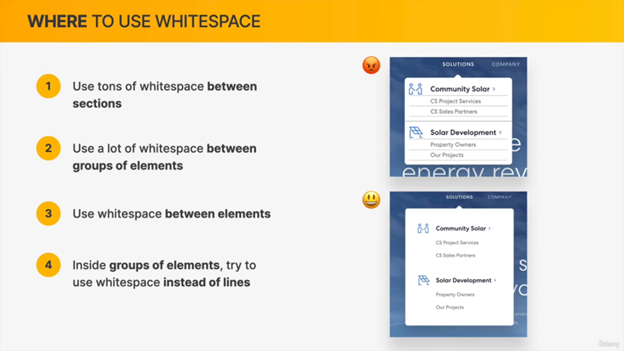 WHERE TO USE WHITESPACE
1
Use tons of whitespace between
sections
2
Use a lot of whitespace between
groups of elements
3
Use whitespace between elements
4
Inside groups of elements, try to
use whitespace instead of lines
SOLUTIONS COMPANY
Community Solar >
CS Project Services
CS Sales Partners
Solar Development >
Property Owners
Our Projects
energy rev
SOLUTIONS COMPANY
Community Solar >
CS Project Services
CS Sales Partners
Solar Development >
Property Owners
Our Projects
Udemy